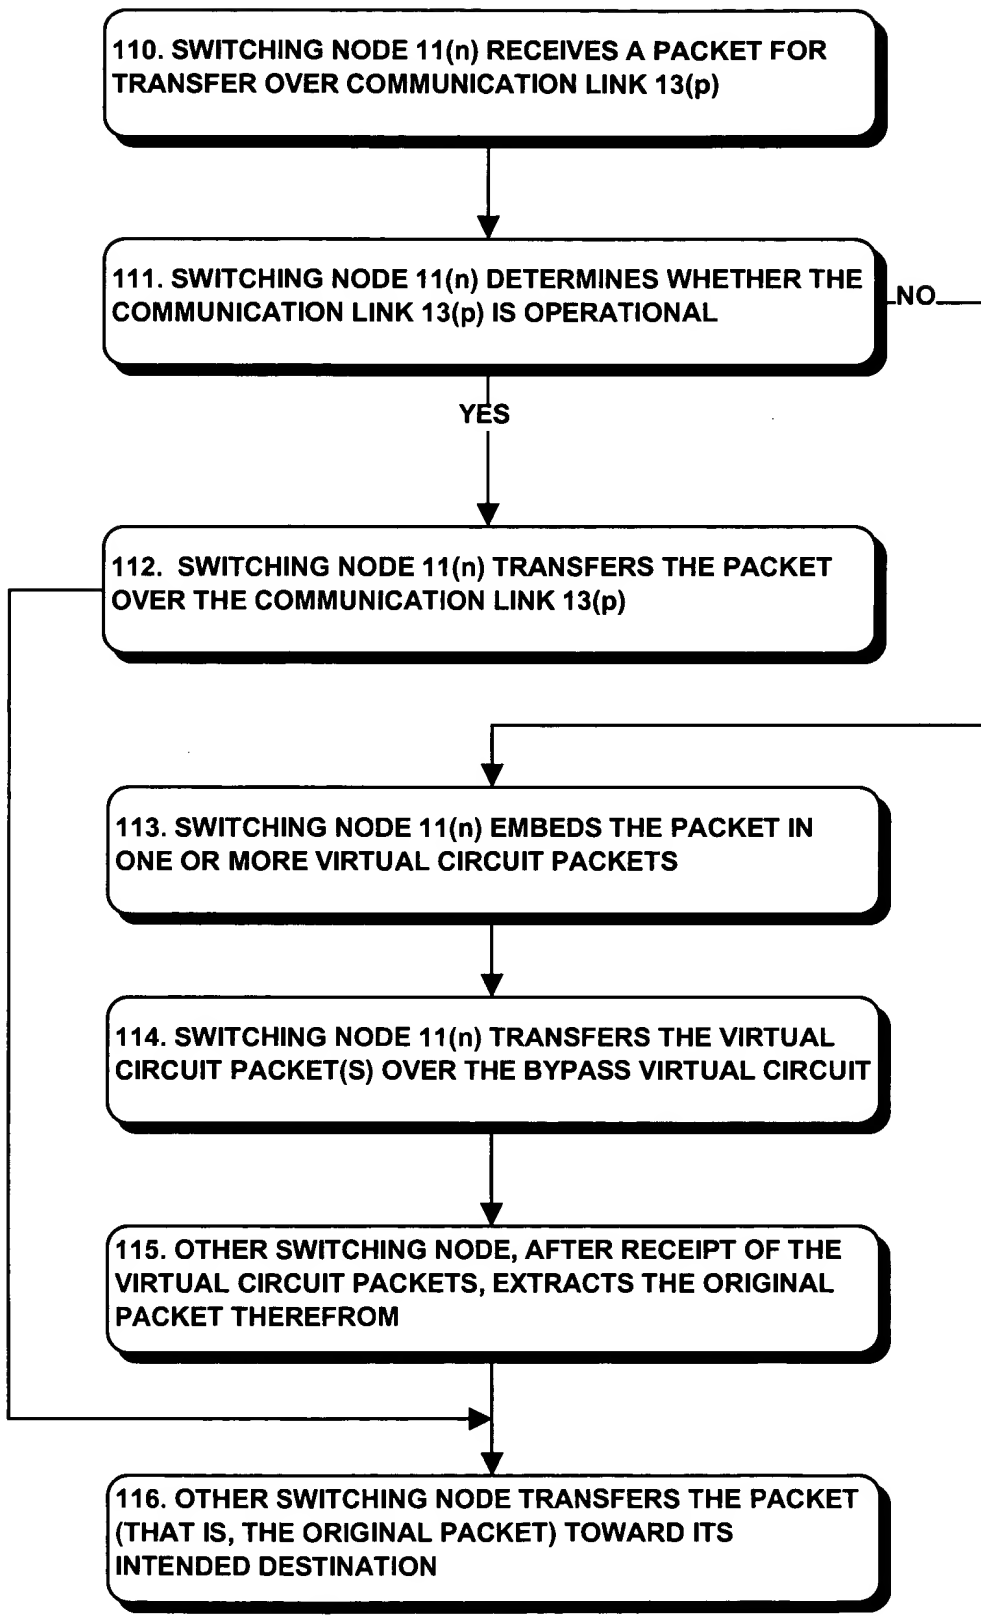 110. SWITCHING NODE 11(n) RECEIVES A PACKET FOR
TRANSFER OVER COMMUNICATION LINK 13(p)
111. SWITCHING NODE 11(n) DETERMINES WHETHER THE
COMMUNICATION LINK 13(p) IS OPERATIONAL
NO
YES
112. SWITCHING NODE 11(n) TRANSFERS THE PACKET
OVER THE COMMUNICATION LINK 13(p)
113. SWITCHING NODE 11(n) EMBEDS THE PACKET IN
ONE OR MORE VIRTUAL CIRCUIT PACKETS
114. SWITCHING NODE 11(n) TRANSFERS THE VIRTUAL
CIRCUIT PACKET(S) OVER THE BYPASS VIRTUAL CIRCUIT
115. OTHER SWITCHING NODE, AFTER RECEIPT OF THE
VIRTUAL CIRCUIT PACKETS, EXTRACTS THE ORIGINAL
PACKET THEREFROM
116. OTHER SWITCHING NODE TRANSFERS THE PACKET
(THAT IS, THE ORIGINAL PACKET) TOWARD ITS
INTENDED DESTINATION